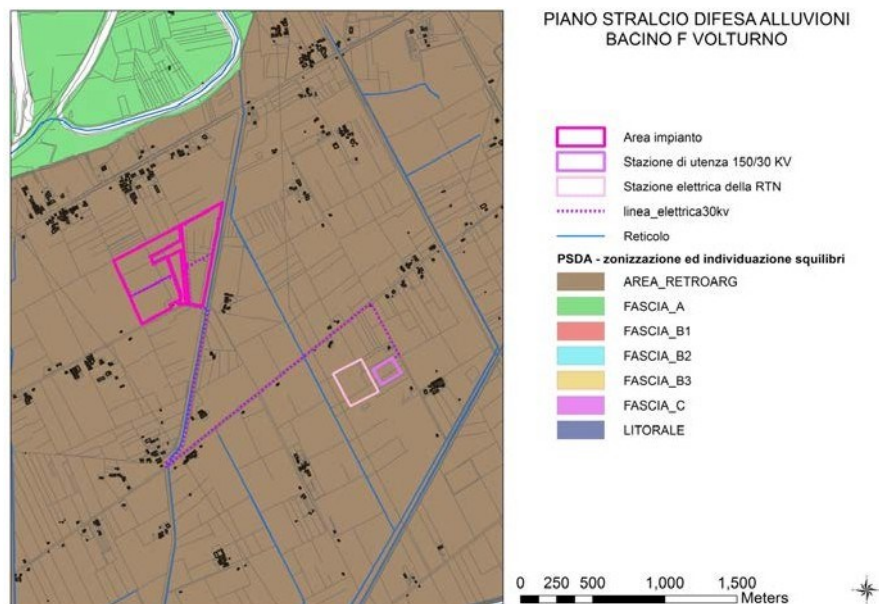 PIANO STRALCIO DIFESA ALLUVIONI
BACINO F VOLTURNO
Area impianto
Stazione di utenza 150/30 KV
Stazione elettrica della RTN
linea_elettrica30kv
Reticolo
PSDA - zonizzazione ed individuazione squilibri
AREA_RETROARG
FASCIA_A
FASCIA_B1
FASCIA_B2
FASCIA_B3
FASCIA_C
LITORALE
0 250 500 1,000 1,500
Meters